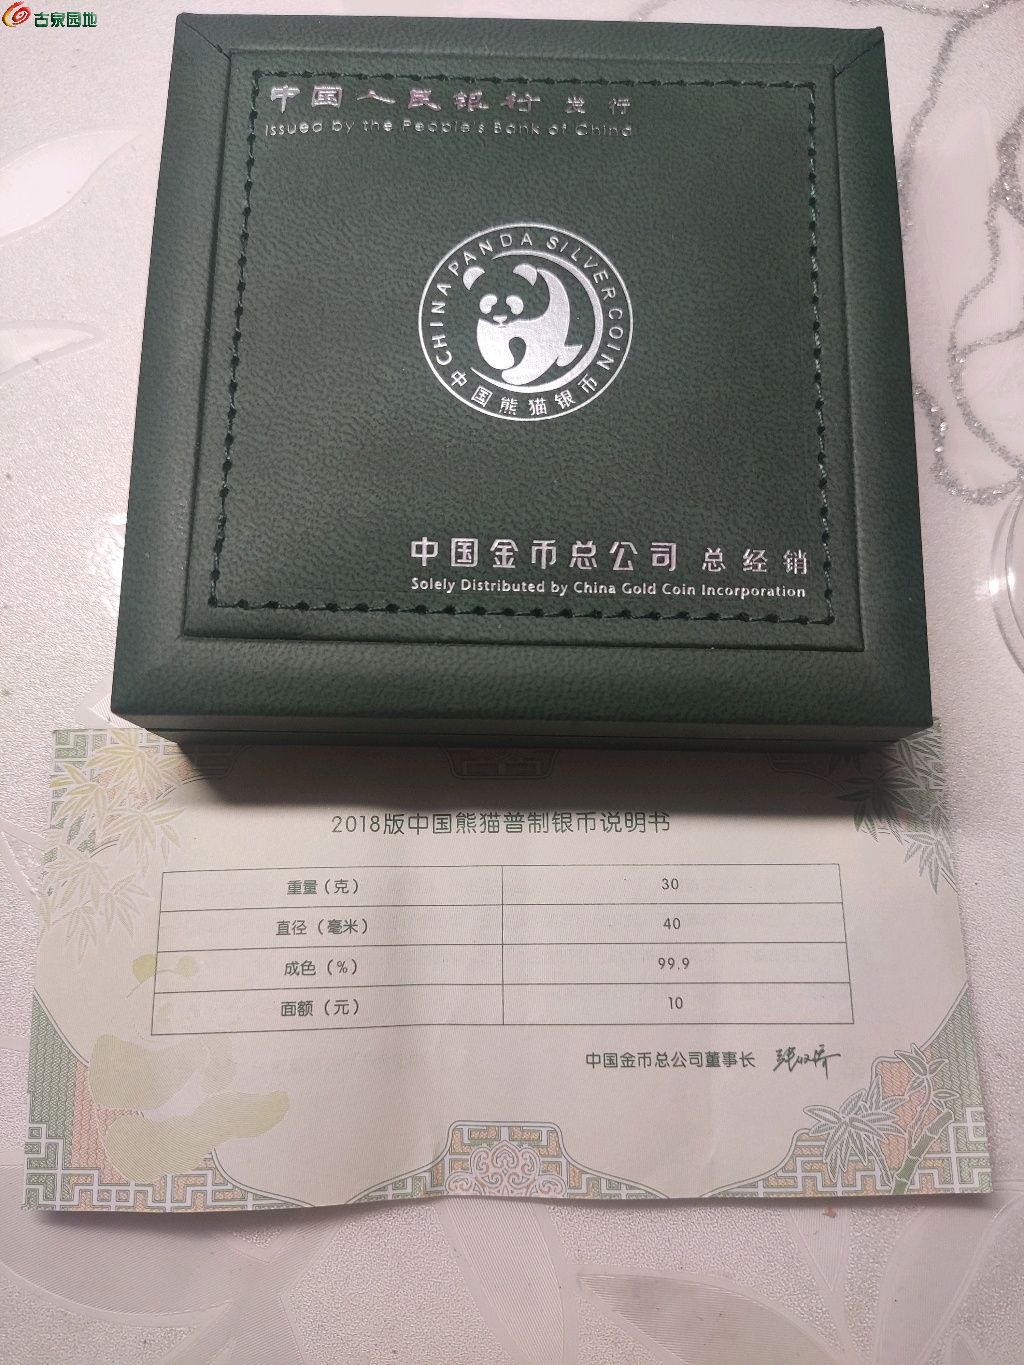 古泉园地
中国人民银行 发行
Issued by the People's Bank of China
CHINA PANDA SILVER COIN
中国熊猫银币
中国金币总公司 总经销
Solely Distributed by China Gold Coin Incorporation
2018版中国熊猫普制银币说明书
重量（克） 30
直径（毫米） 40
成色（%） 99.9
面额（元） 10
中国金币总公司董事长